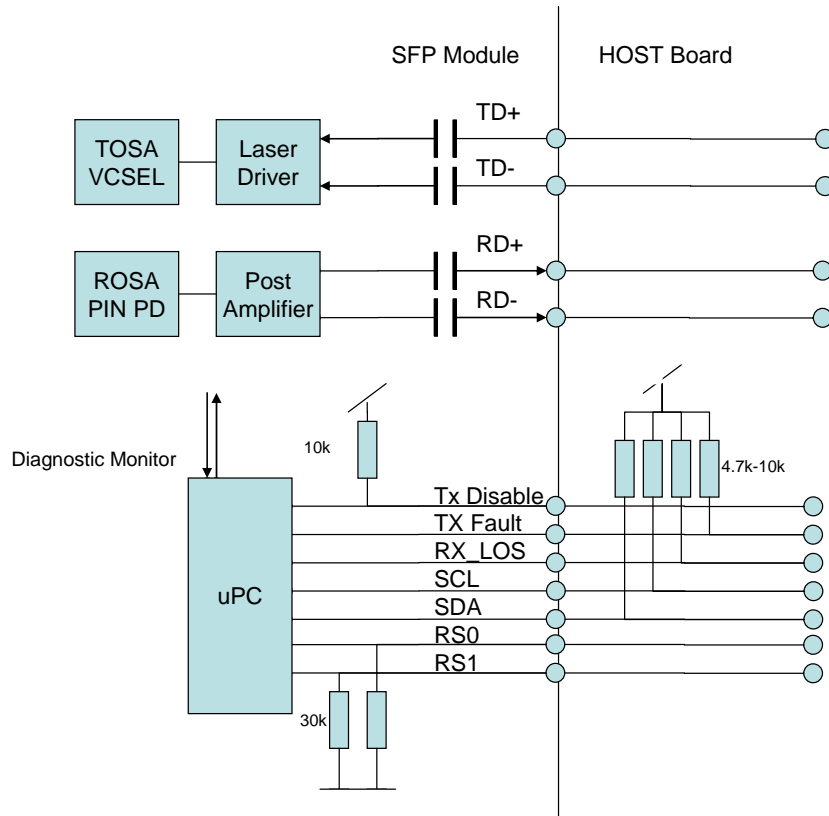 SFP Module
HOST Board
TD+
TOSA
VCSEL
Laser
Driver
TD-
RD+
ROSA
PIN PD
Post
Amplifier
RD-
10k
Diagnostic Monitor
4.7k-10k
Tx Disable
TX Fault
RX_LOS
SCL
uPC
SDA
RS0
RS1
30k